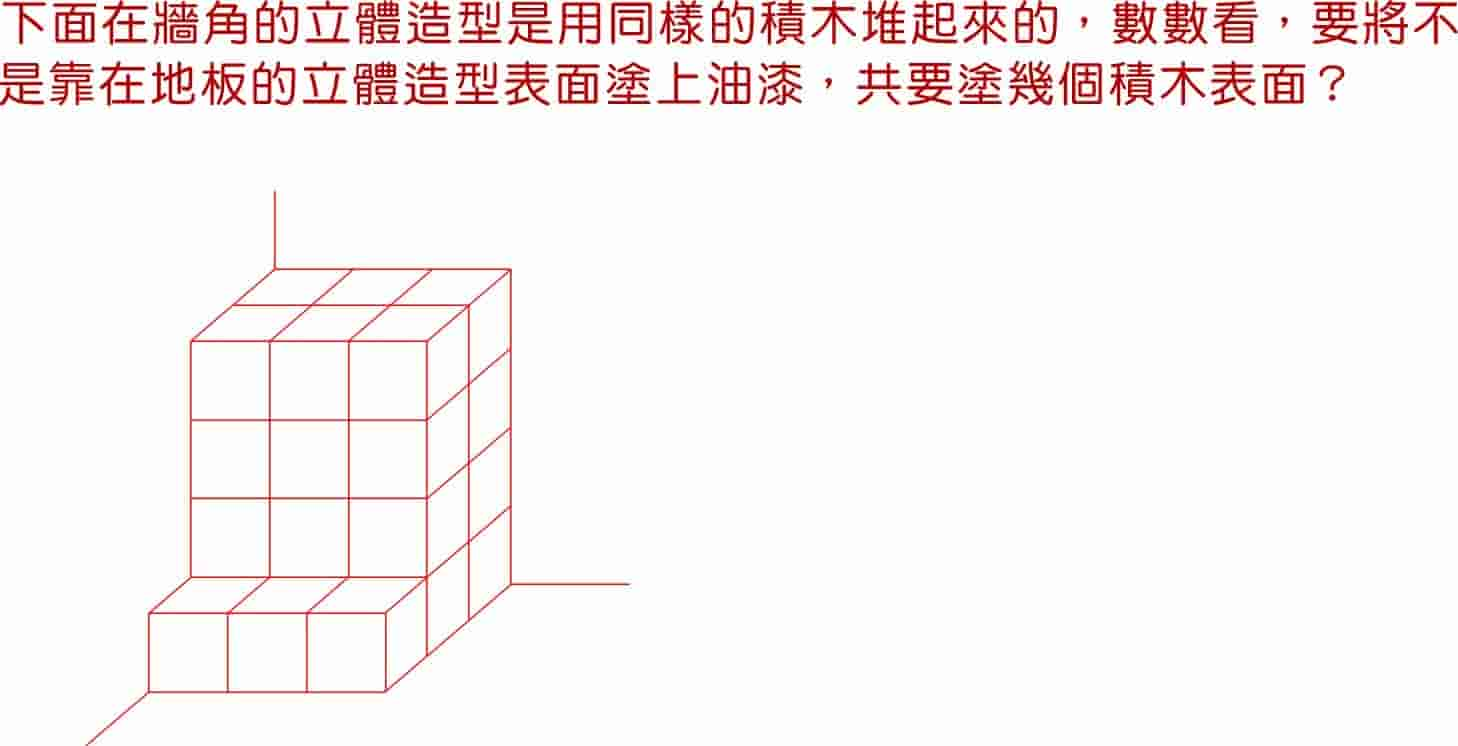 下面在牆角的立體造型是用同樣的積木堆起來的，數數看，要將不
是靠在地板的立體造型表面塗上油漆，共要塗幾個積木表面？